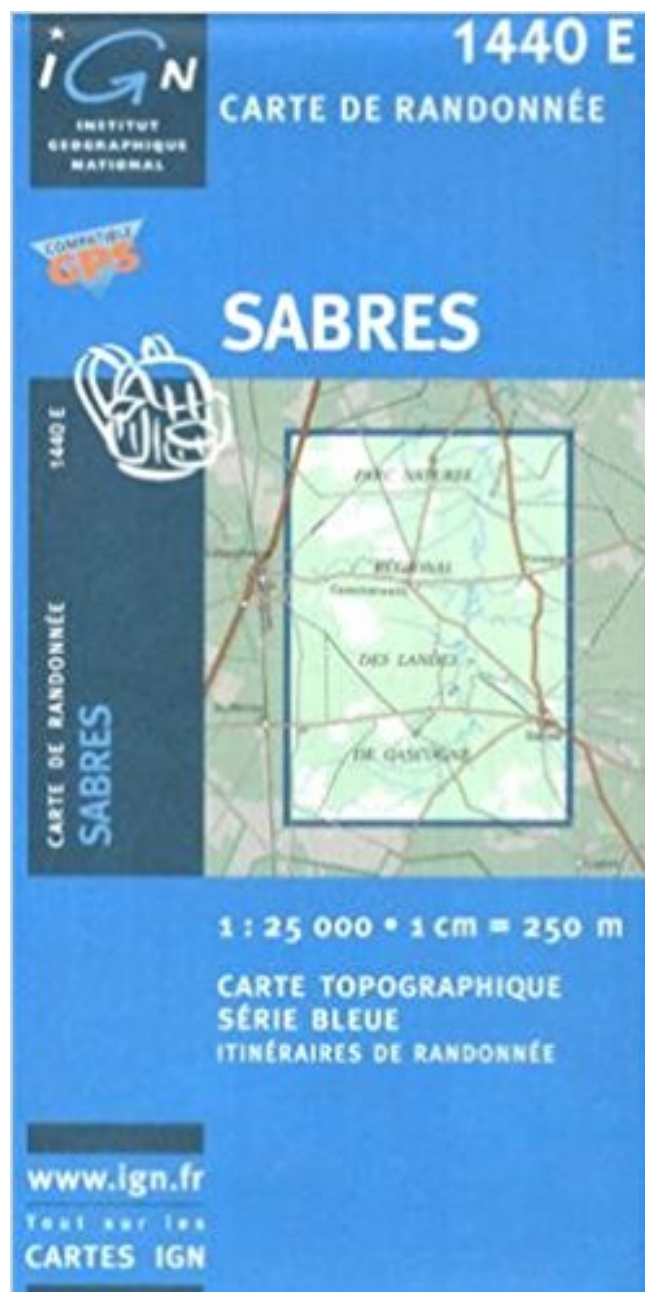 1440 E
IGN
INSTITUT
GEOGRAPHIQUE
NATIONAL
CARTE DE RANDONNÉE
COMPATIBLE
GPS
SABRES
1440 E
CARTE DE RANDONNÉE
SABRES
PARC NATUREL
RÉGIONAL
DES LANDES
DE GASCOGNE
1 : 25 000 • 1 cm = 250 m
CARTE TOPOGRAPHIQUE
SÉRIE BLEUE
ITINÉRAIRES DE RANDONNÉE
www.ign.fr
Tout sur les
CARTES IGN